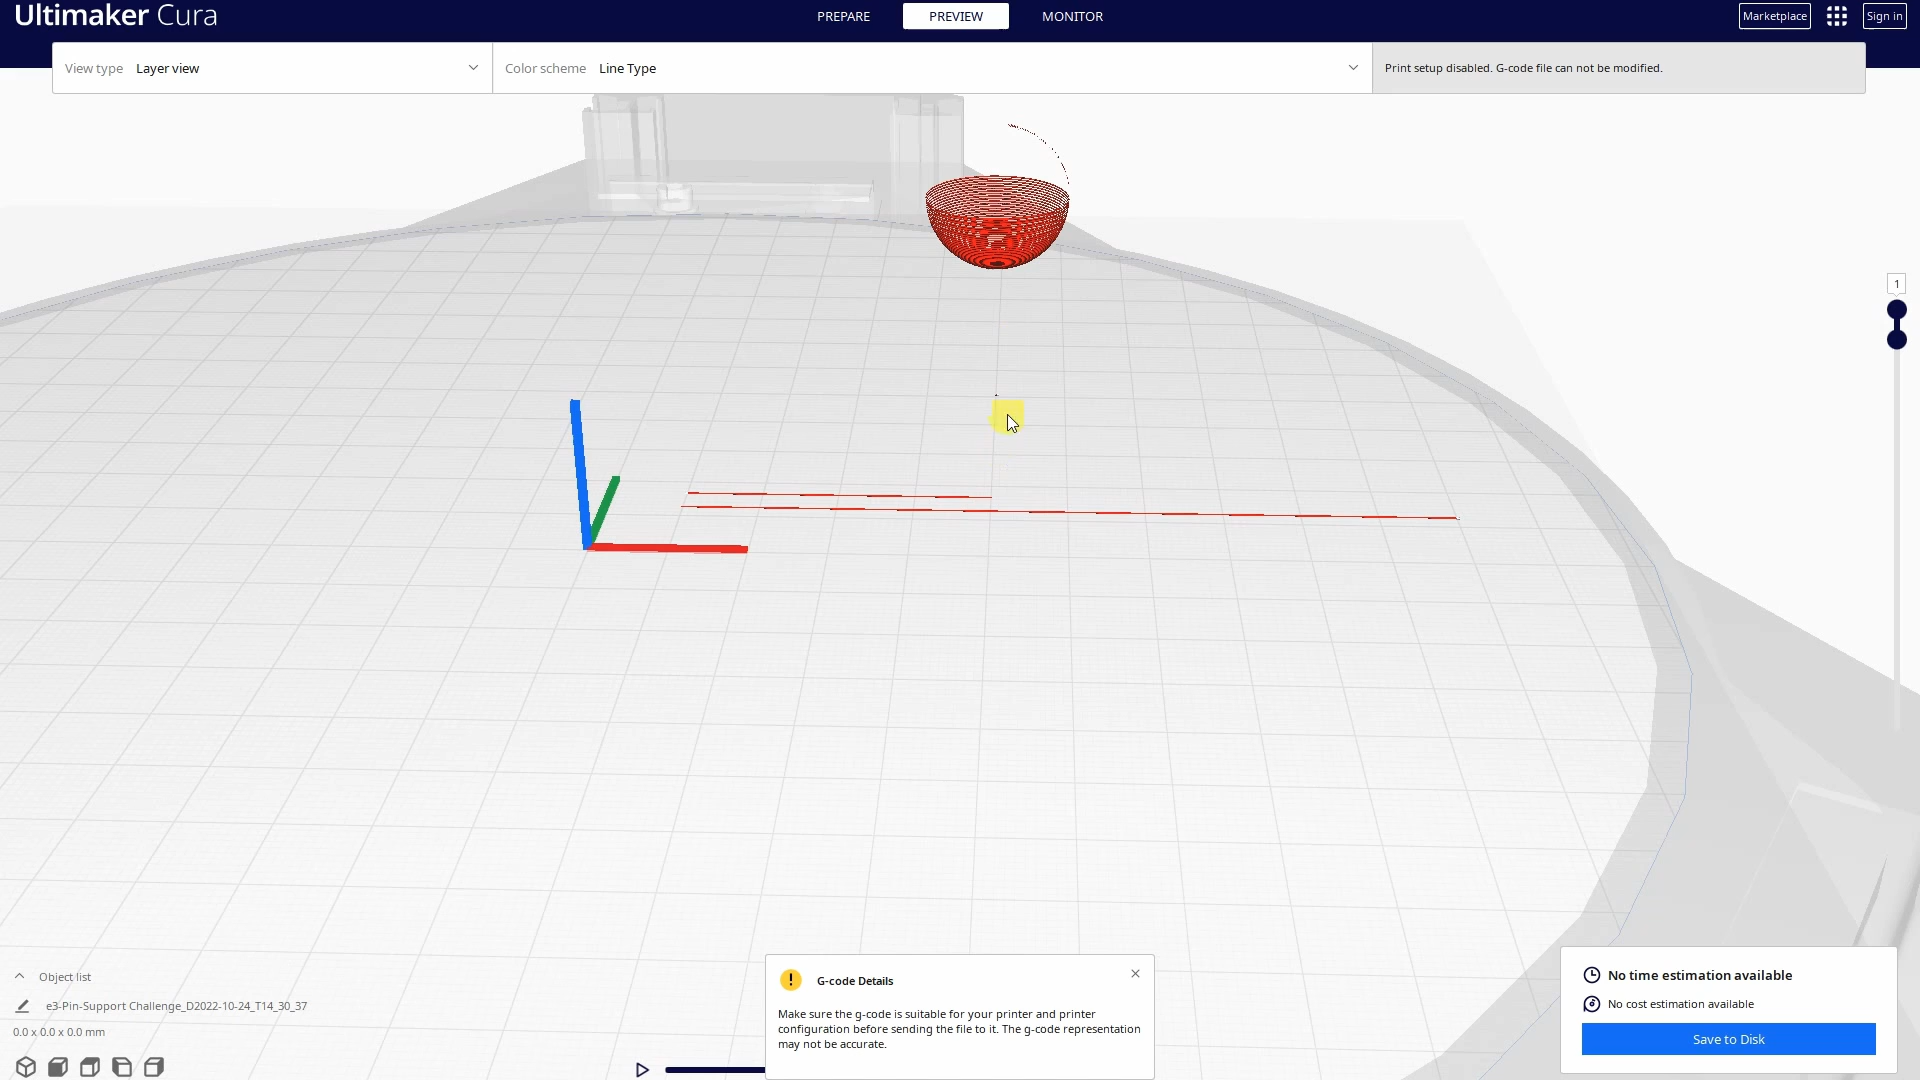 Ultimaker Cura
PREPARE
PREVIEW
MONITOR
Marketplace
Sign in
View type Layer view
Color scheme Line Type
Print setup disabled. G-code file can not be modified.
1
Object list
e3-Pin-Support Challenge_D2022-10-24_T14_30_37
0.0 x 0.0 x 0.0 mm
G-code Details
Make sure the g-code is suitable for your printer and printer
configuration before sending the file to it. The g-code representation
may not be accurate.
No time estimation available
No cost estimation available
Save to Disk